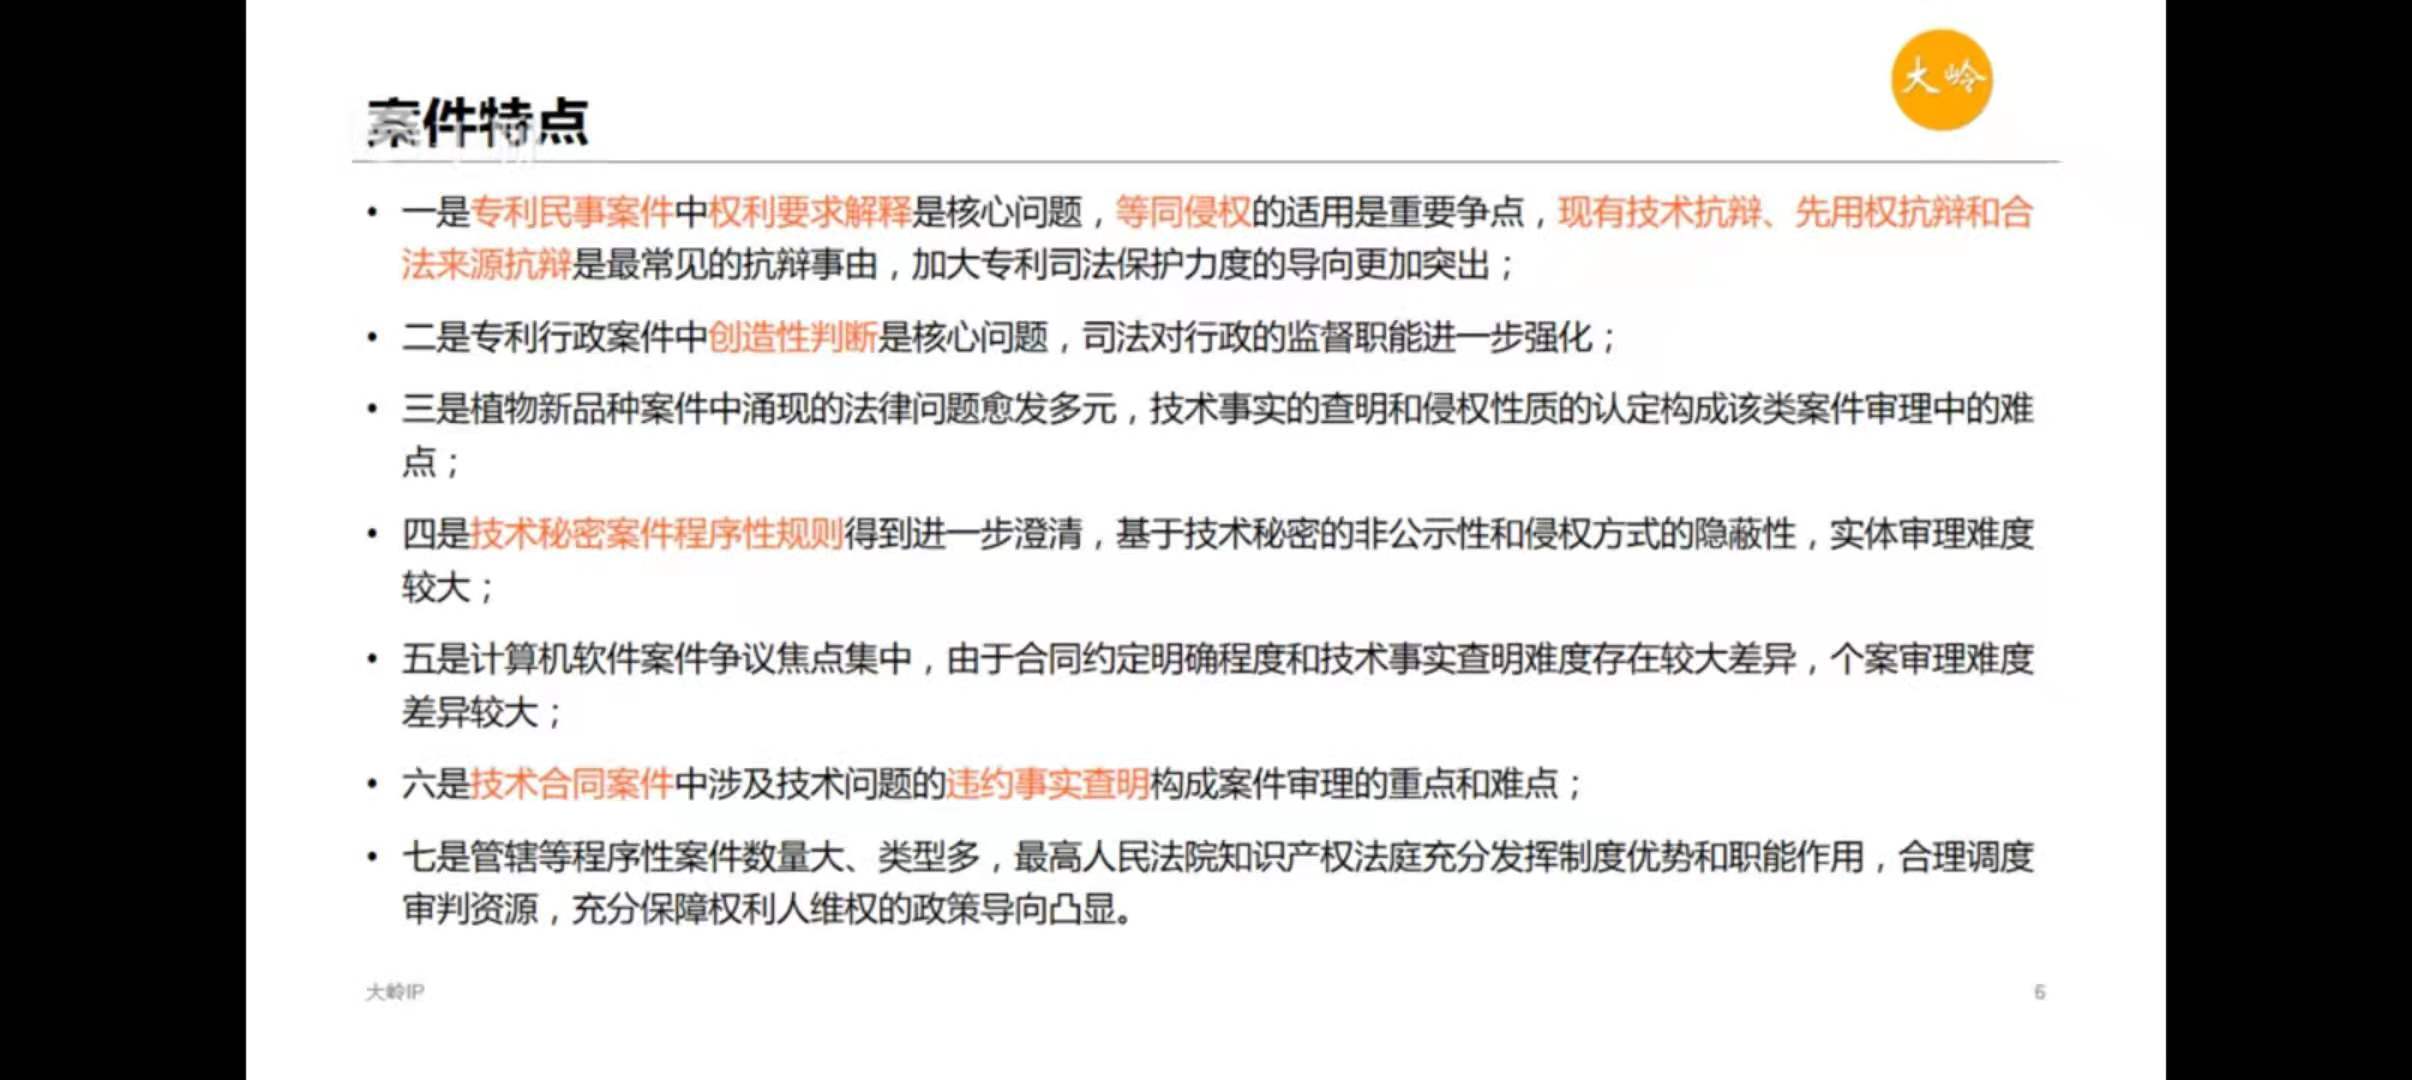 大岭
案件特点
• 一是专利民事案件中权利要求解释是核心问题，等同侵权的适用是重要争点，现有技术抗辩、先用权抗辩和合
法来源抗辩是最常见的抗辩事由，加大专利司法保护力度的导向更加突出；
• 二是专利行政案件中创造性判断是核心问题，司法对行政的监督职能进一步强化；
• 三是植物新品种案件中涌现的法律问题愈发多元，技术事实的查明和侵权性质的认定构成该类案件审理中的难
点；
• 四是技术秘密案件程序性规则得到进一步澄清，基于技术秘密的非公示性和侵权方式的隐蔽性，实体审理难度
较大；
• 五是计算机软件案件争议焦点集中，由于合同约定明确程度和技术事实查明难度存在较大差异，个案审理难度
差异较大；
• 六是技术合同案件中涉及技术问题的违约事实查明构成案件审理的重点和难点；
• 七是管辖等程序性案件数量大、类型多，最高人民法院知识产权法庭充分发挥制度优势和职能作用，合理调度
审判资源，充分保障权利人维权的政策导向凸显。
大岭IP
6